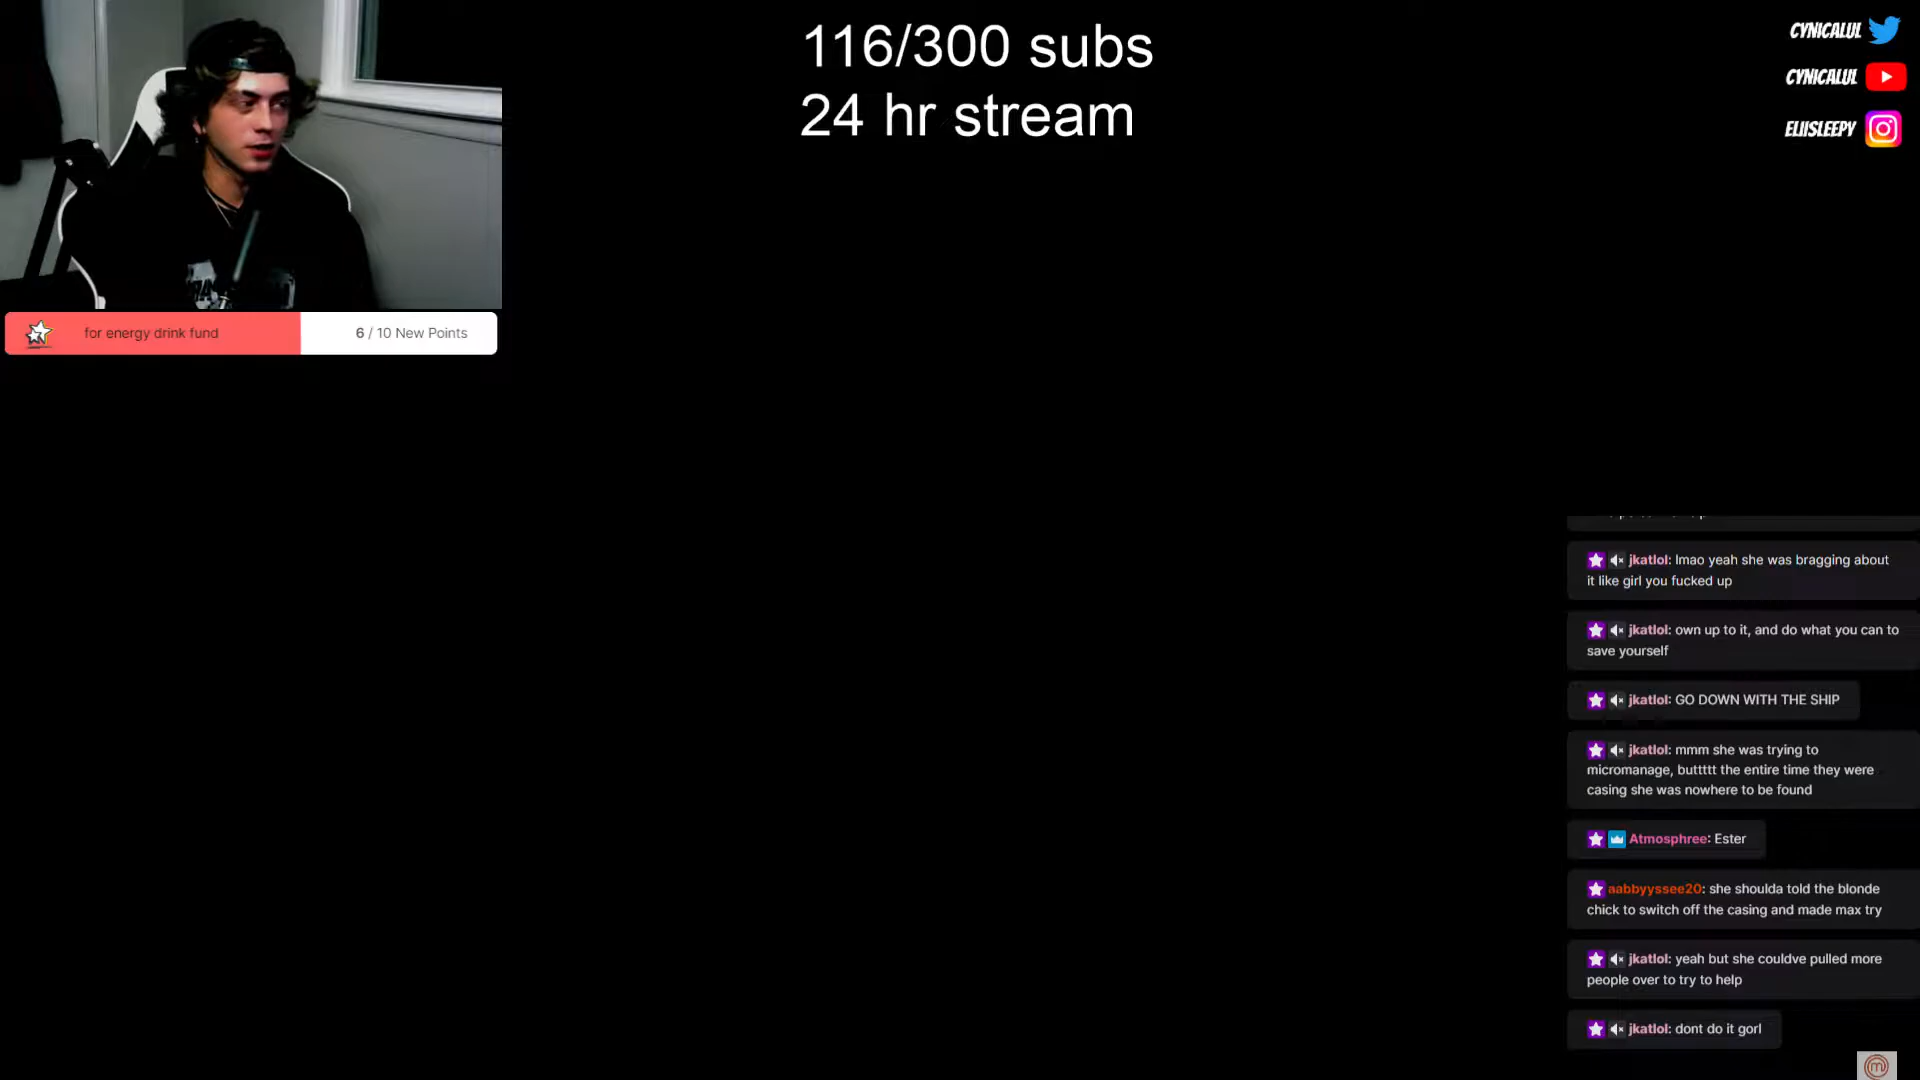 116/300 subs
24 hr stream
CYNICALUL
CYNICALUL
ELIISLEEPY
for energy drink fund
6 / 10 New Points
jkatlol: lmao yeah she was bragging about
it like girl you fucked up
jkatlol: own up to it, and do what you can to
save yourself
jkatlol: GO DOWN WITH THE SHIP
jkatlol: mmm she was trying to
micromanage, buttttt the entire time they were
casing she was nowhere to be found
Atmosphree: Ester
aabbyyssee20: she shoulda told the blonde
chick to switch off the casing and made max try
jkatlol: yeah but she couldve pulled more
people over to try to help
jkatlol: dont do it gorl